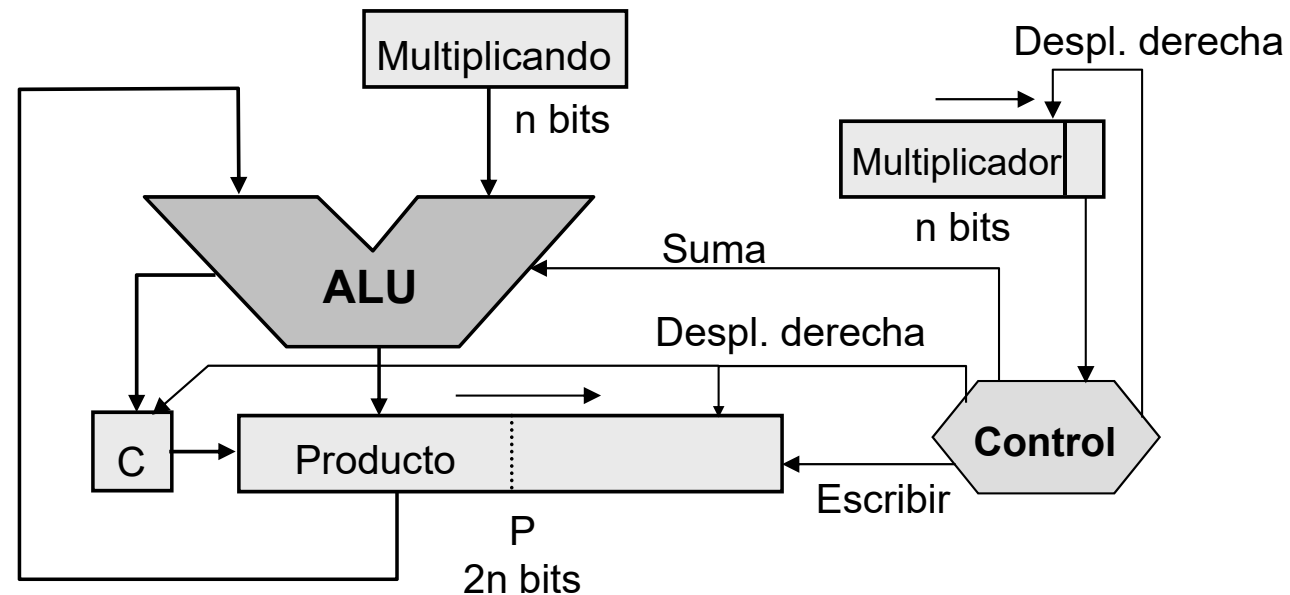 Despl. derecha
Multiplicando
n bits
Multiplicador
n bits
Suma
ALU
Despl. derecha
Control
C
Producto
Escribir
P
2n bits